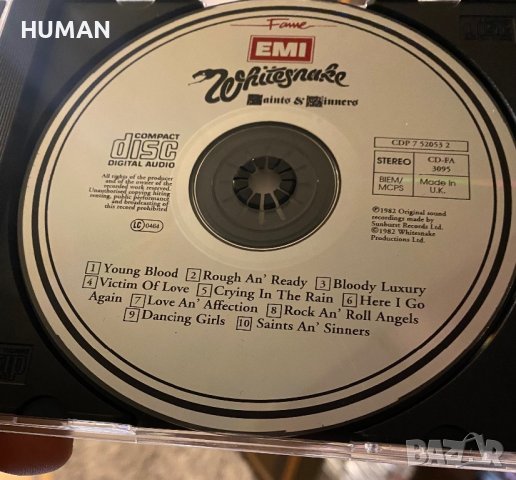 HUMAN
Fame
EMI
Whitesnake
Saints & Sinners
COMPACT
disc
DIGITAL AUDIO
All rights of the producer
and of the owner of the
recorded work reserved.
Unauthorised copying hiring
renting, public performance
and broadcasting of
this record prohibited
LC 0464
CDP 7 52053 2
STEREO
CD-FA
3095
BIEM/
MCPS
Made in
U.K.
℗1982 Original sound
recordings made by
Sunburst Records Ltd.
©1982 Whitesnake
Productions Ltd.
1 Young Blood 2 Rough An' Ready 3 Bloody Luxury
4 Victim Of Love 5 Crying In The Rain 6 Here I Go
Again 7 Love An' Affection 8 Rock An' Roll Angels
9 Dancing Girls 10 Saints An' Sinners
BAZAR